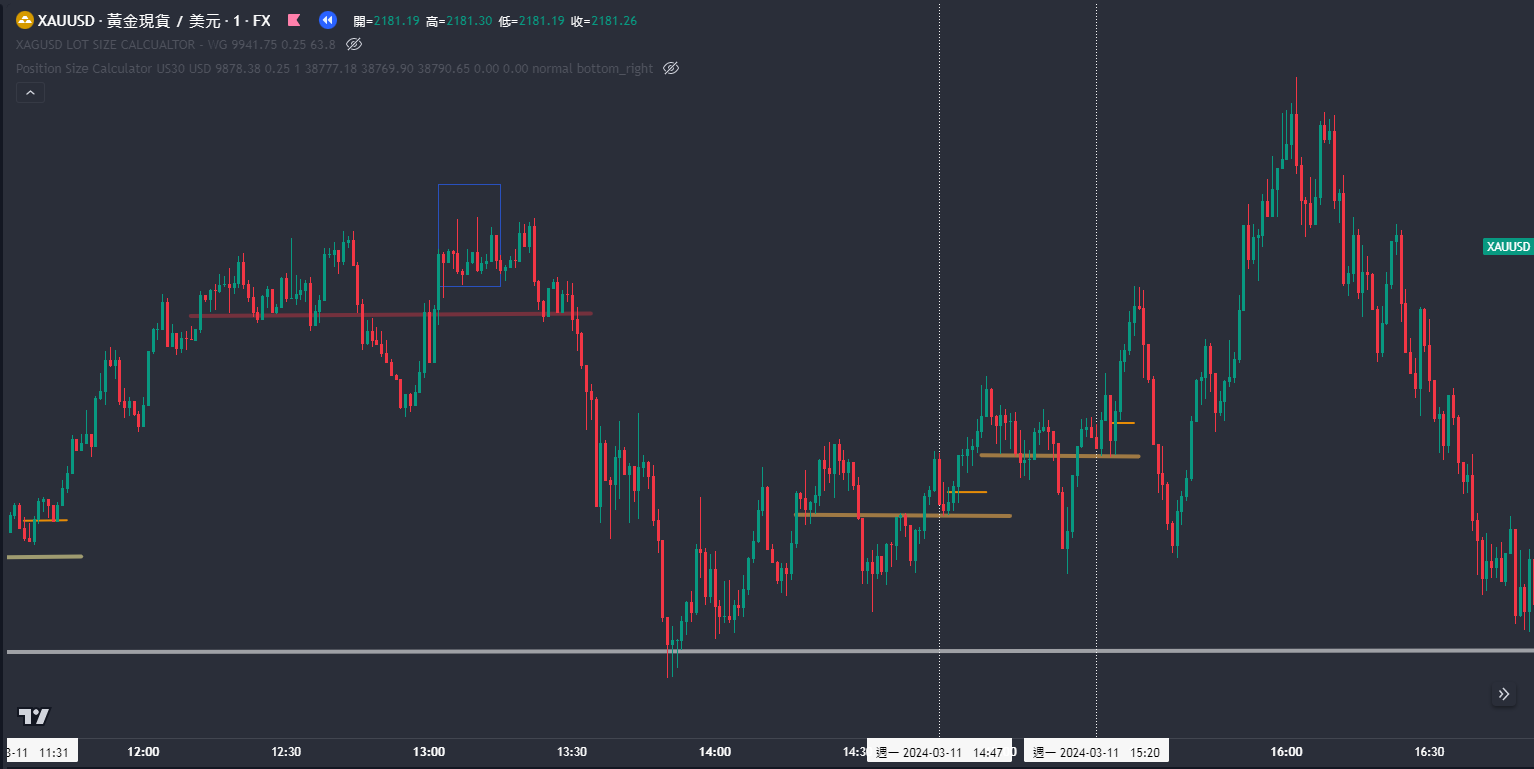 XAUUSD · 黃金現貨 / 美元 · 1 · FX 開=2181.19 高=2181.30 低=2181.19 收=2181.26
XAGUSD LOT SIZE CALCUALTOR - WG 9941.75 0.25 63.8
Position Size Calculator US30 USD 9878.38 0.25 1 38777.18 38769.90 38790.65 0.00 0.00 normal bottom_right
XAUUSD
3-11 11:31 12:00 12:30 13:00 13:30 14:00 14:30 週一 2024-03-11 14:47 週一 2024-03-11 15:20 16:00 16:30